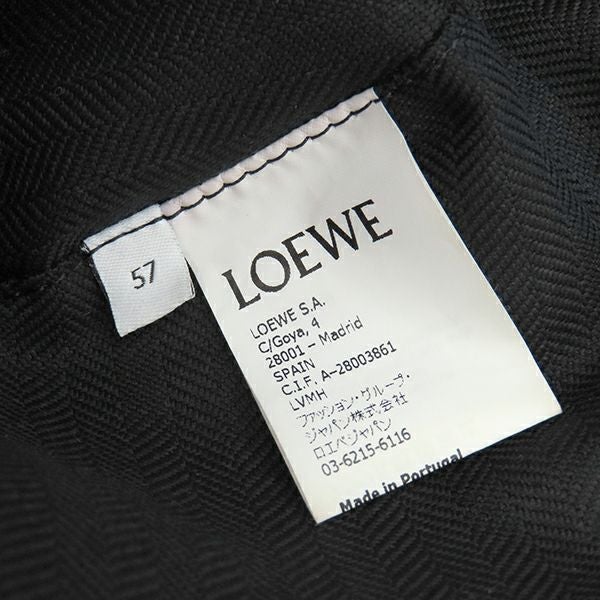 57
LOEWE
LOEWE S.A.
C/Goya, 4
28001 – Madrid
SPAIN
C.I.F. A-28003861
LVMH
ファッション・グループ・
ジャパン株式会社
ロエベジャパン
03-6215-6116
Made in Portugal